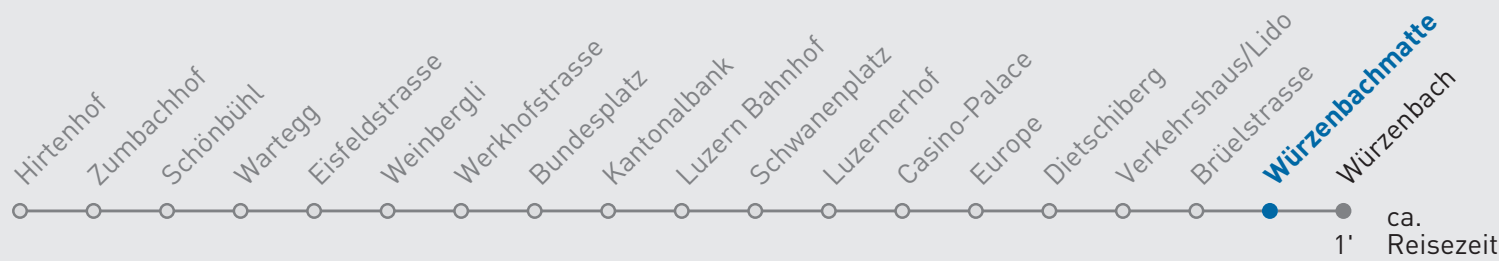 Hirtenhof
Zumbachhof
Schönbühl
Wartegg
Eisfeldstrasse
Weinbergli
Werkhofstrasse
Bundesplatz
Kantonalbank
Luzern Bahnhof
Schwanenplatz
Luzernerhof
Casino-Palace
Europe
Dietschiberg
Verkehrshaus/Lido
Brüelstrasse
Würzenbachmatte
Würzenbach
ca.
1' Reisezeit